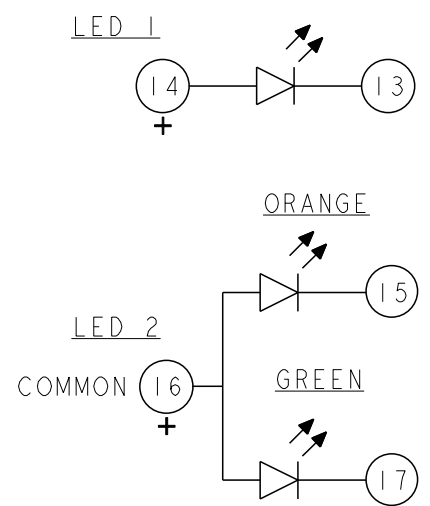 LED 1
14 13
+
ORANGE
15
LED 2
COMMON 16
+
GREEN
17